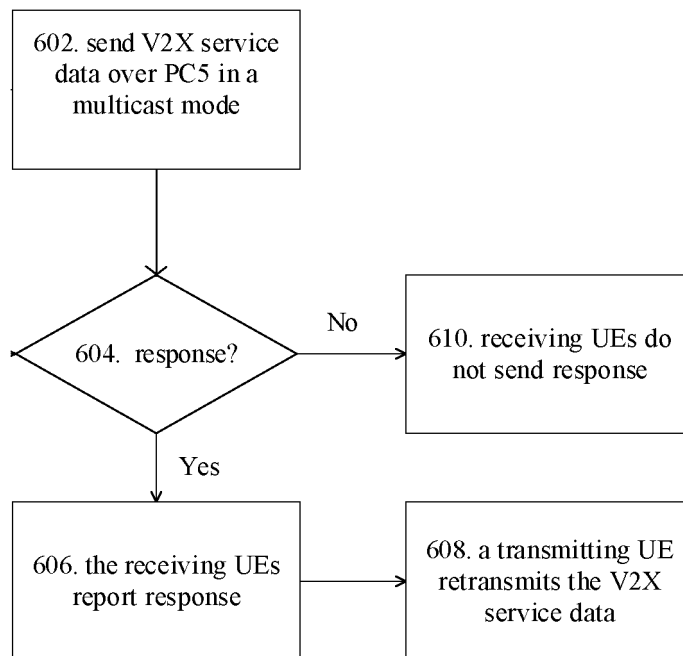 602. send V2X service
data over PC5 in a
multicast mode
604. response?
No
610. receiving UEs do
not send response
Yes
606. the receiving UEs
report response
608. a transmitting UE
retransmits the V2X
service data